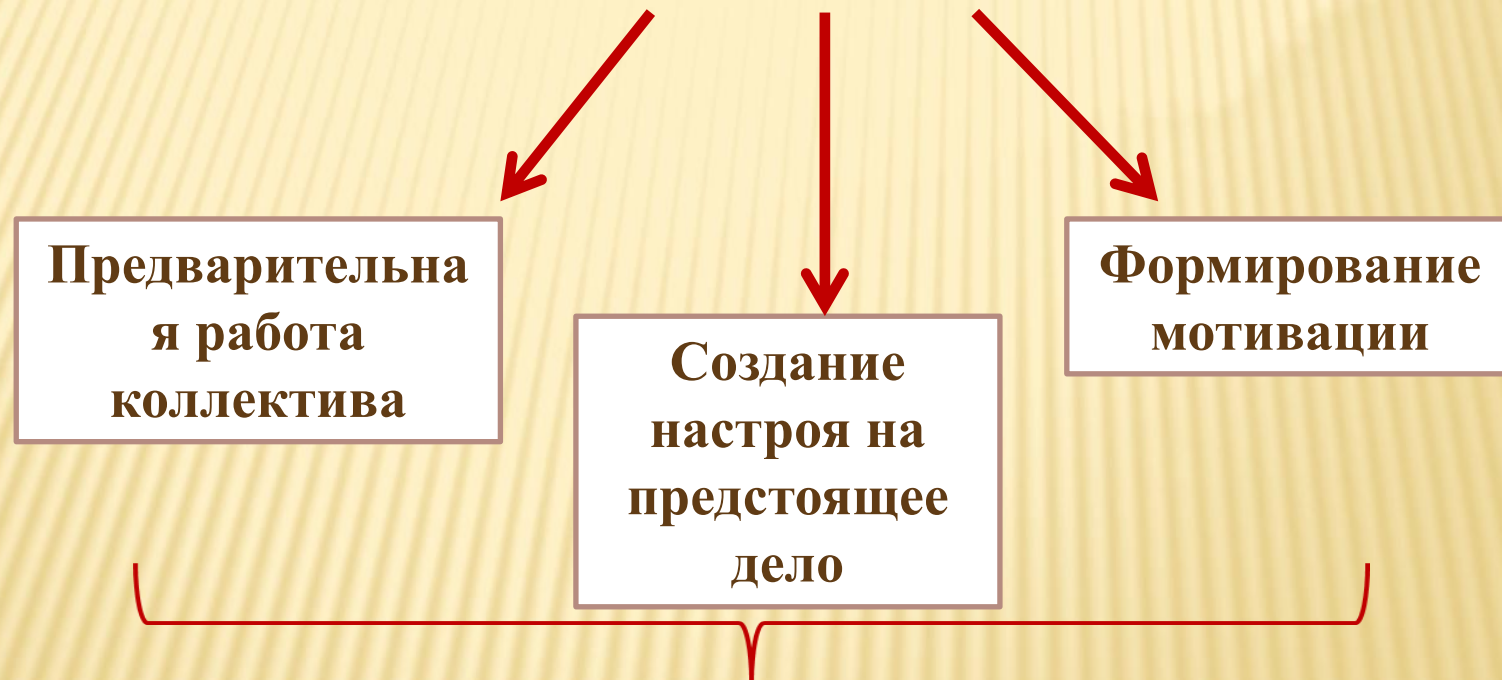 Предварительна
я работа
коллектива
Создание
настроя на
предстоящее
дело
Формирование
мотивации